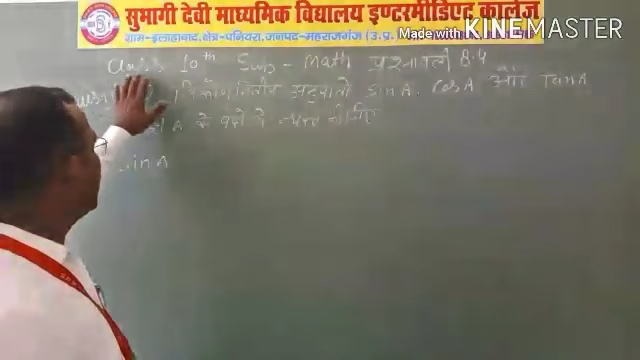 सुभागी देवी माध्यमिक विद्यालय इण्टरमीडिएट कालेज
ग्राम-इलाहाबाद, क्षेत्र-पनियरा, जनपद-महराजगंज (उ.प्र.
Made with KINEMASTER
Class 10th Sub - Math प्रश्नावली 8.4
त्रिकोणमितीय अनुपातों sin A, cos A और Tan A
A के पदों में व्यक्त कीजिए
sin A